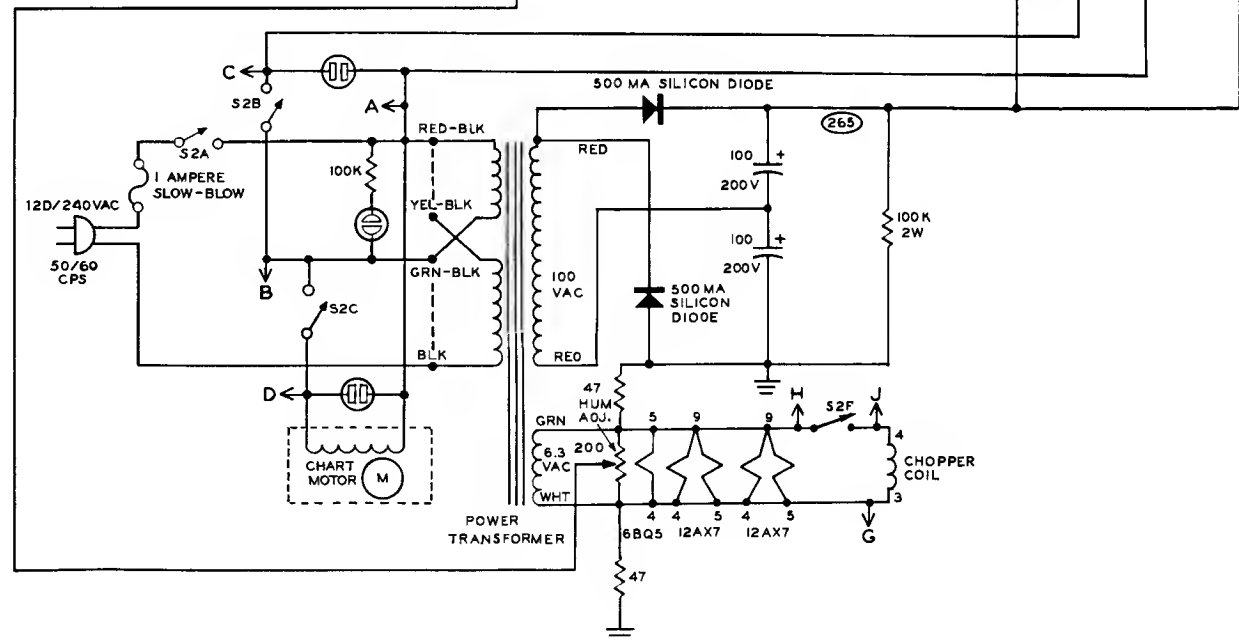 C
500 MA SILICON DIODE
S2B
A
265
RED-BLK
RED
S2A
100
+
200V
100K
1 AMPERE
SLOW-BLOW
12D/240VAC
YEL-BLK
100K
2W
100
+
200V
50/60
CPS
B
GRN-BLK
100
VAC
500 MA
SILICON
DIODE
S2C
BLK
REO
D
47
HUM
ADJ.
H
S2F
J
GRN
5
9
9
4
6.3
VAC
200
CHOPPER
COIL
CHART
MOTOR
M
WHT
3
4
4
5
4
5
G
POWER
TRANSFORMER
6BQ5
12AX7
12AX7
47